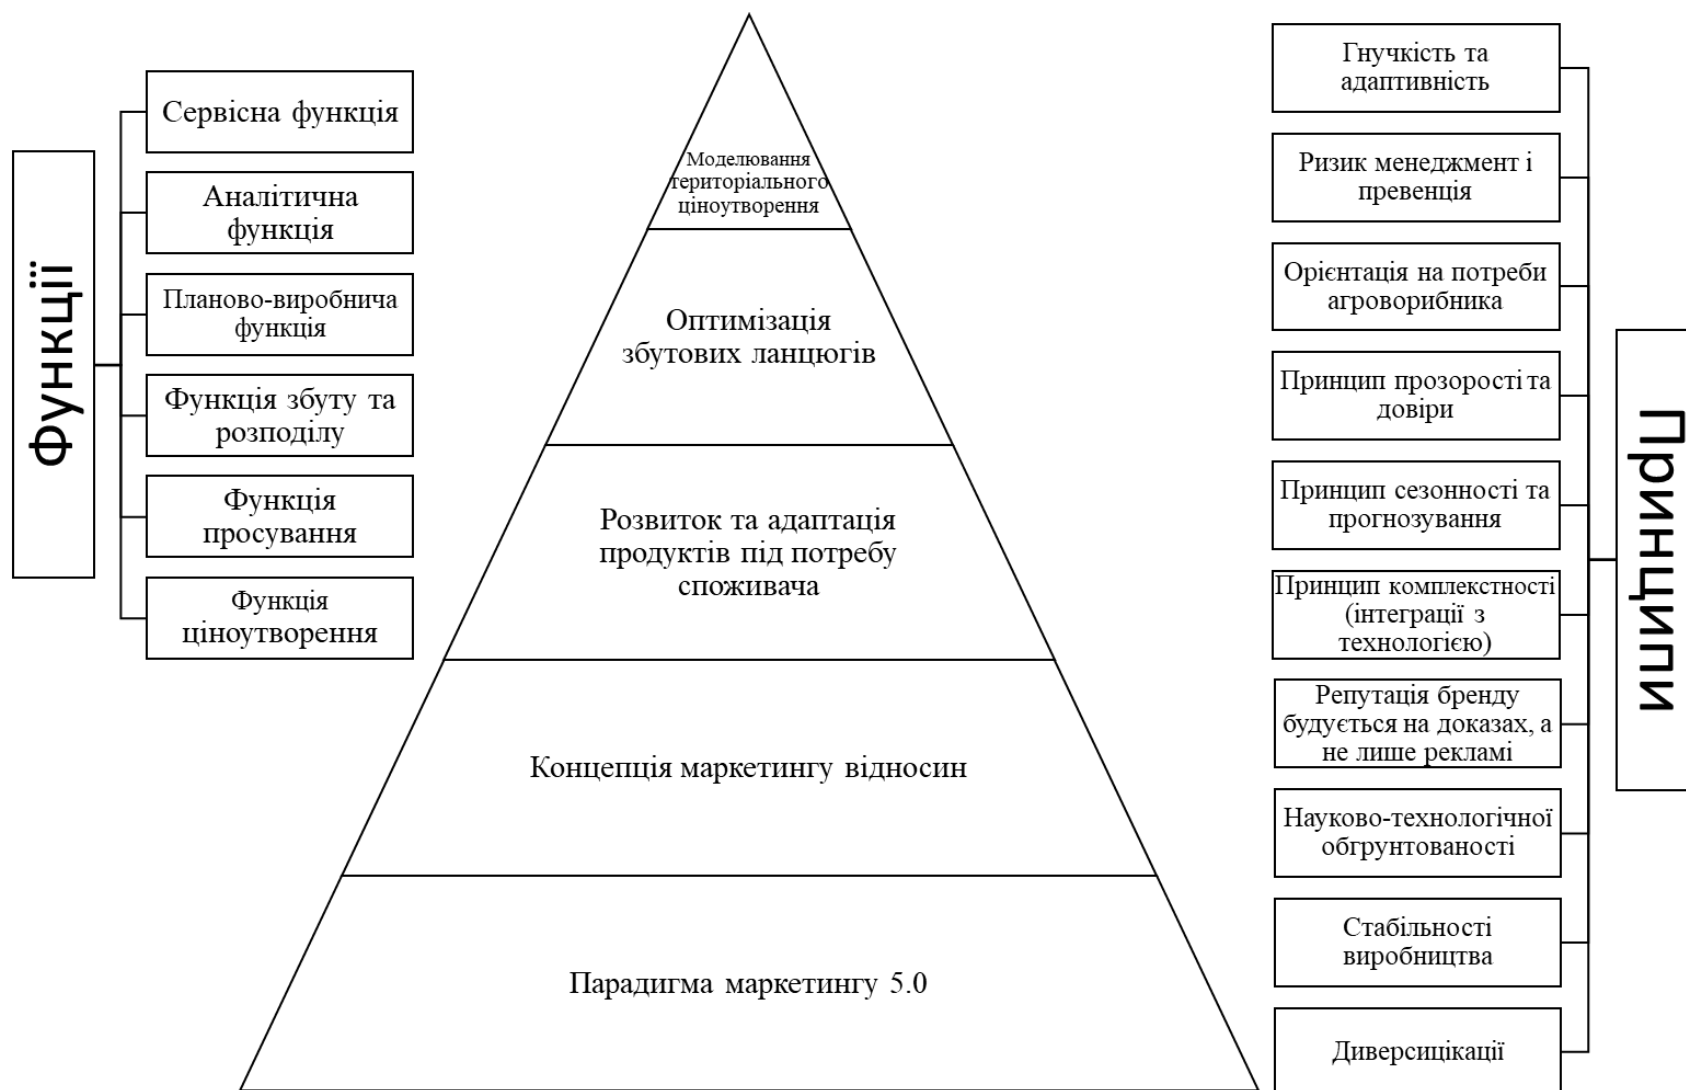 Функції
Сервісна функція
Аналітична
функція
Планово-виробнича
функція
Функція збуту та
розподілу
Функція
просування
Функція
ціноутворення
Моделювання
територіального
ціноутворення
Оптимізація
збутових ланцюгів
Розвиток та адаптація
продуктів під потребу
споживача
Концепція маркетингу відносин
Парадигма маркетингу 5.0
Гнучкість та
адаптивність
Ризик менеджмент і
превенція
Орієнтація на потреби
агроворибника
Принцип прозорості та
довіри
Принцип сезонності та
прогнозування
Принцип комплекстності
(інтеграції з
технологією)
Репутація бренду
будується на доказах, а
не лише рекламі
Науково-технологічної
обгрунтованості
Стабільності
виробництва
Диверсицікації
Принципи